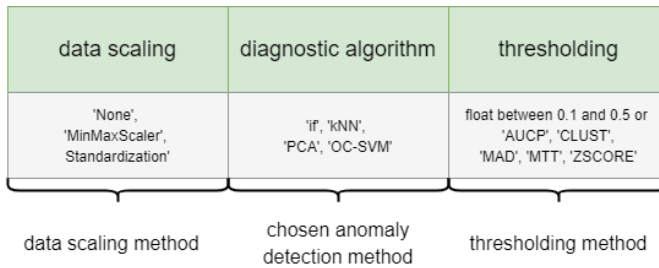 data scaling
diagnostic algorithm
thresholding
'None',
'MinMaxScaler',
Standardization'
'if', 'kNN',
'PCA', 'OC-SVM'
float between 0.1 and 0.5 or
'AUCP', 'CLUST',
'MAD', 'MTT', 'ZSCORE'
data scaling method
chosen anomaly
detection method
thresholding method